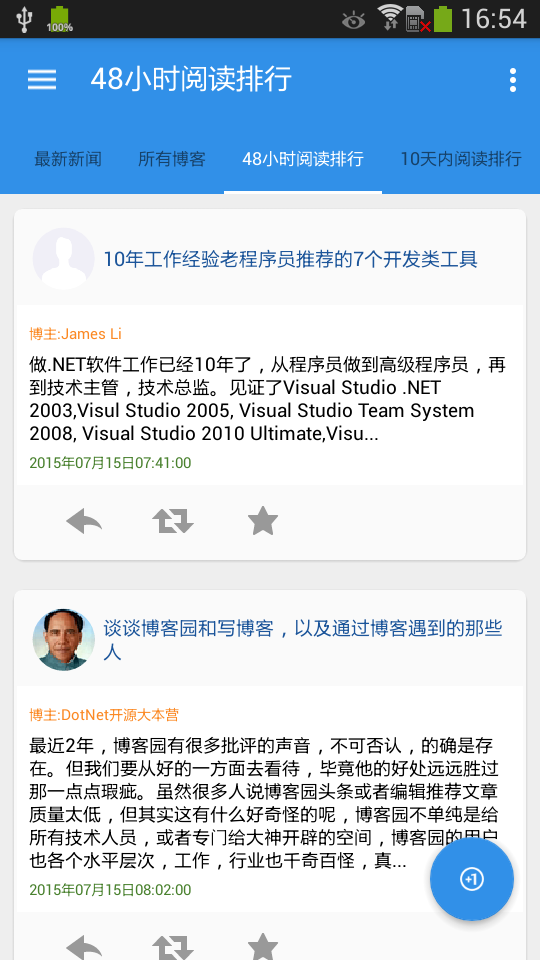 100%
16:54
48小时阅读排行
最新新闻
所有博客
48小时阅读排行
10天内阅读排行
10年工作经验老程序员推荐的7个开发类工具
博主:James Li
做.NET软件工作已经10年了，从程序员做到高级程序员，再
到技术主管，技术总监。见证了Visual Studio .NET
2003,Visul Studio 2005, Visual Studio Team System
2008, Visual Studio 2010 Ultimate,Visu...
2015年07月15日07:41:00
谈谈博客园和写博客，以及通过博客遇到的那些
人
博主:DotNet开源大本营
最近2年，博客园有很多批评的声音，不可否认，的确是存
在。但我们要从好的一方面去看待，毕竟他的好处远远胜过
那一点点瑕疵。虽然很多人说博客园头条或者编辑推荐文章
质量太低，但其实这有什么好奇怪的呢，博客园不单纯是给
所有技术人员，或者专门给大神开辟的空间，博客园的用户
也各个水平层次，工作，行业也千奇百怪，真...
+1
2015年07月15日08:02:00